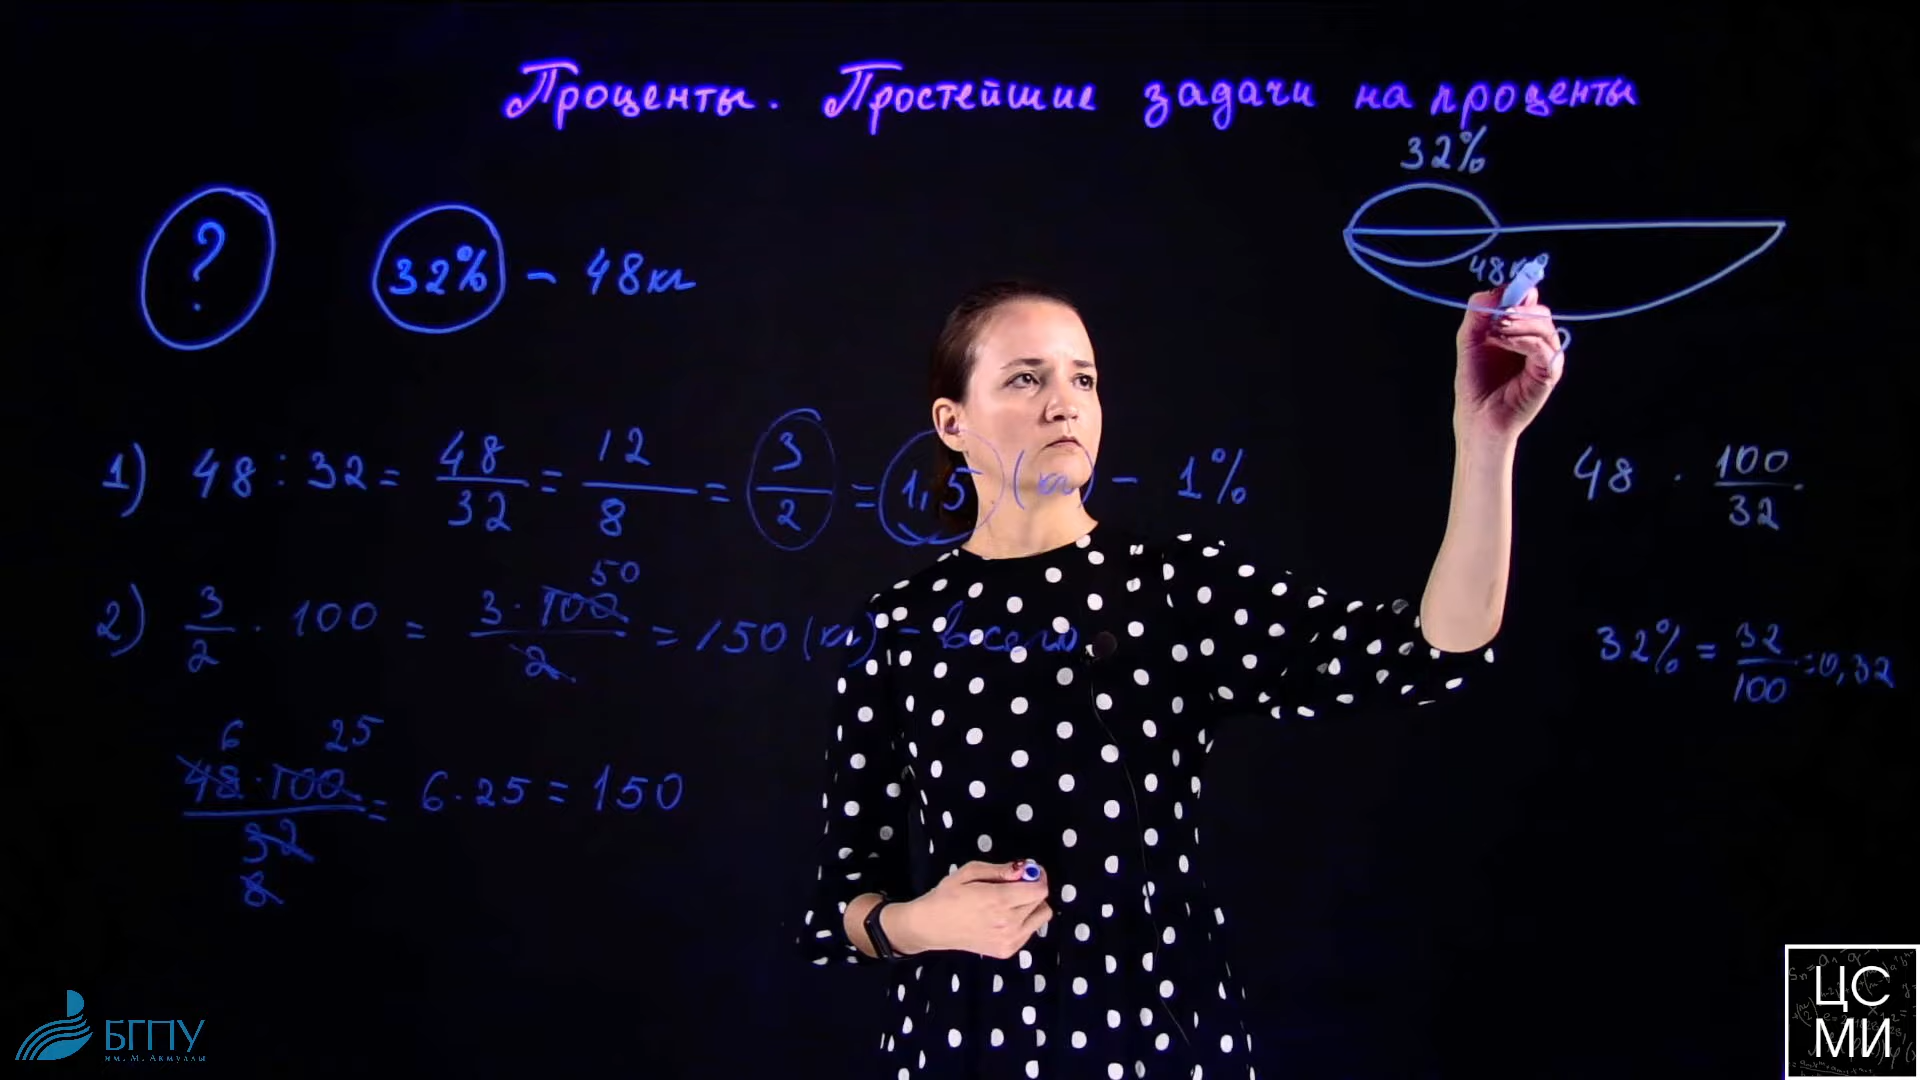 Проценты. Простейшие задачи на проценты
32%
?
32% - 48кг
48кг
?
1) 48 : 32 = 48/32 = 12/8 = 3/2 = 1,5 (кг) - 1%
48 · 100/32
50
2) 3/2 · 100 = 3 · 100/2 = 150 (кг) - всего
32% = 32/100 = 0,32
6 25
48 · 100/32 = 6 · 25 = 150
8
БГПУ
им. М. Акмуллы
ЦС
МИ